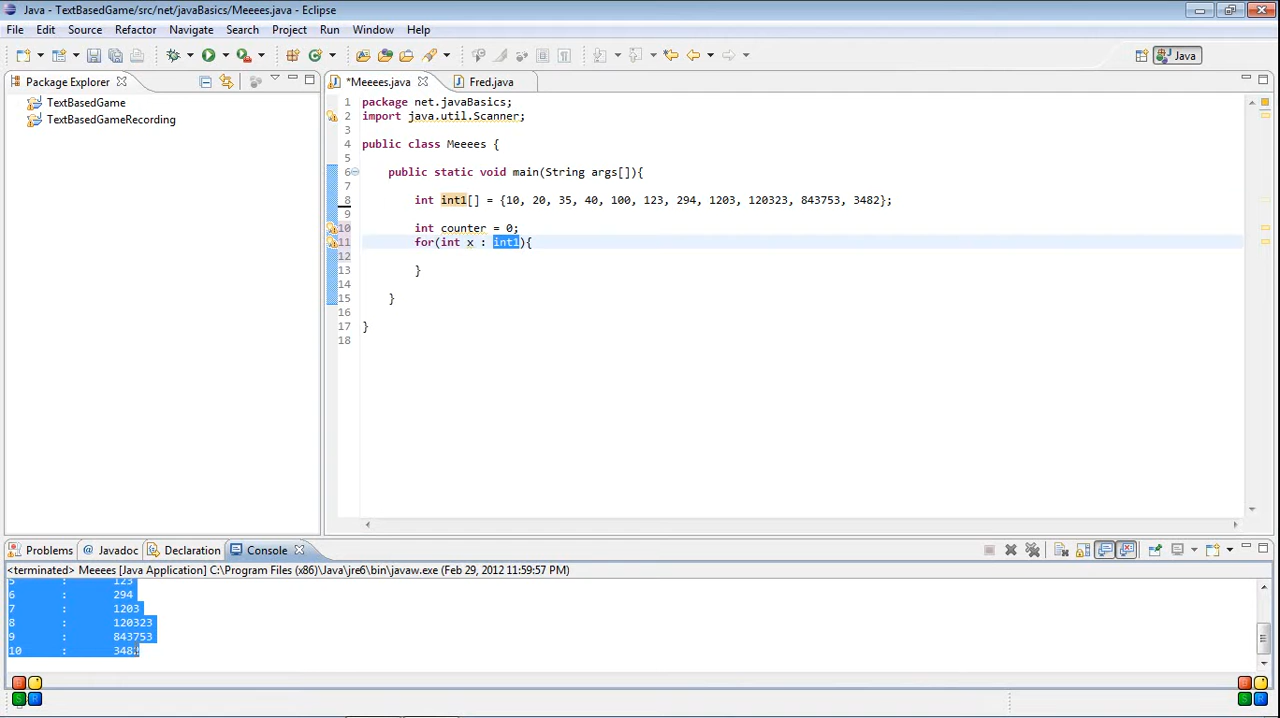 Java - TextBasedGame/src/net/javaBasics/Meeees.java - Eclipse
File Edit Source Refactor Navigate Search Project Run Window Help
Java
Package Explorer
*Meeees.java Fred.java
TextBasedGame
TextBasedGameRecording
1 package net.javaBasics;
2 import java.util.Scanner;
3
4 public class Meeees {
5
6 public static void main(String args[]){
7
8 int int1[] = {10, 20, 35, 40, 100, 123, 294, 1203, 120323, 843753, 3482};
9
10 int counter = 0;
11 for(int x : int1){
12
13 }
14
15 }
16
17 }
18
Problems Javadoc Declaration Console
<terminated> Meeees [Java Application] C:\Program Files (x86)\Java\jre6\bin\javaw.exe (Feb 29, 2012 11:59:57 PM)
5 : 123
6 : 294
7 : 1203
8 : 120323
9 : 843753
10 : 3482